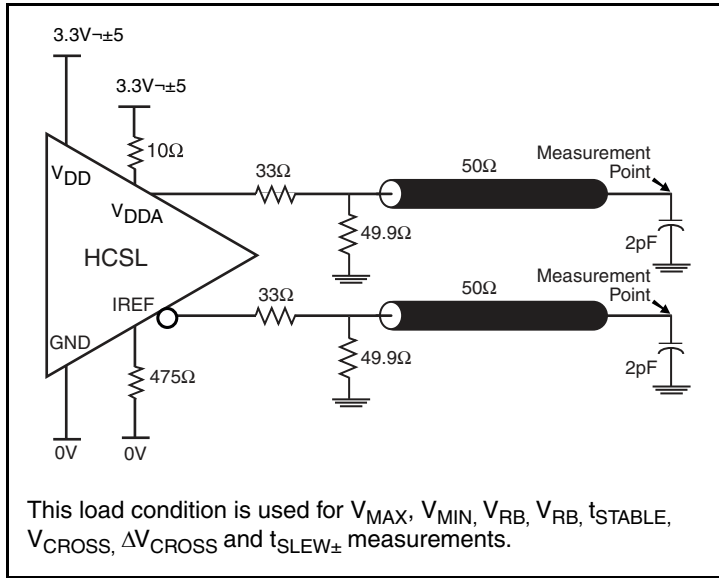 3.3V¬±5
3.3V¬±5
10Ω
VDD
VDDA
HCSL
IREF
GND
475Ω
0V
0V
33Ω
50Ω
Measurement
Point
49.9Ω
2pF
33Ω
50Ω
Measurement
Point
49.9Ω
2pF
This load condition is used for VMAX, VMIN, VRB, VRB, tSTABLE,
VCROSS, ΔVCROSS and tSLEW± measurements.